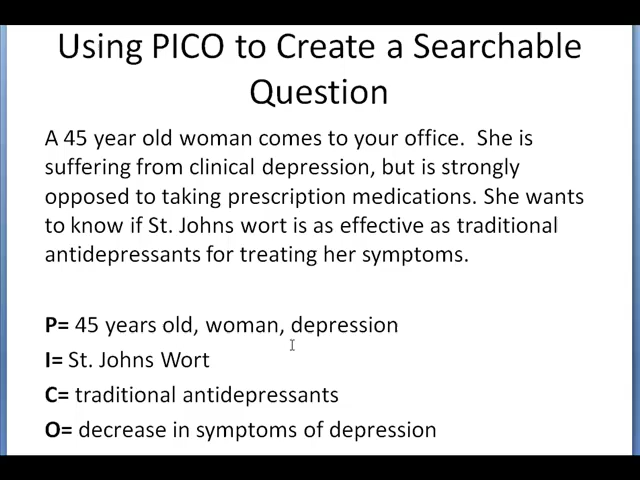 Using PICO to Create a Searchable
Question
A 45 year old woman comes to your office.  She is
suffering from clinical depression, but is strongly
opposed to taking prescription medications. She wants
to know if St. Johns wort is as effective as traditional
antidepressants for treating her symptoms.
P= 45 years old, woman, depression
I= St. Johns Wort
C= traditional antidepressants
O= decrease in symptoms of depression